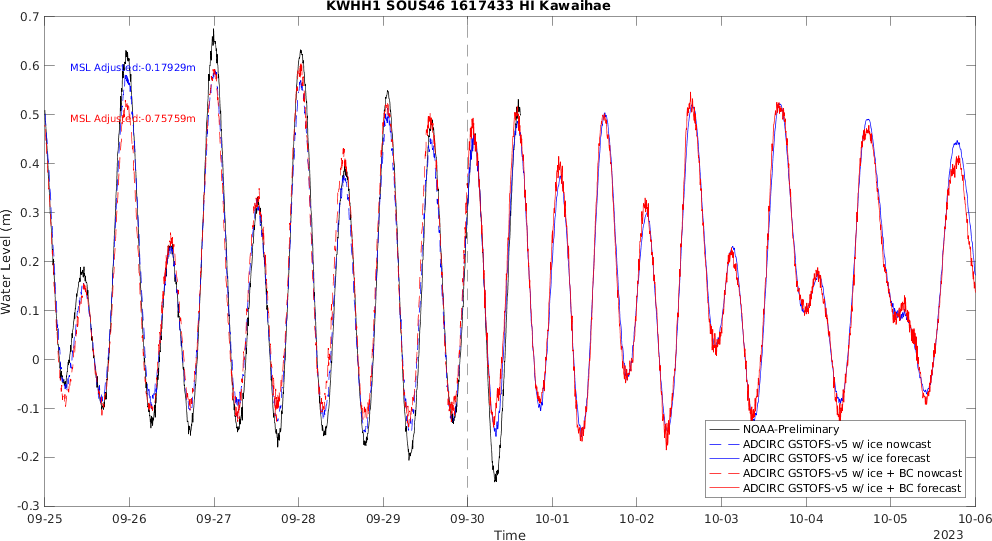 KWHH1 SOUS46 1617433 HI Kawaihae
0.7
0.6
0.5
0.4
0.3
0.2
0.1
0
-0.1
-0.2
-0.3
Water Level (m)
MSL Adjusted:-0.17929m
MSL Adjusted:-0.75759m
NOAA-Preliminary
ADCIRC GSTOFS-v5 w/ ice nowcast
ADCIRC GSTOFS-v5 w/ ice forecast
ADCIRC GSTOFS-v5 w/ ice + BC nowcast
ADCIRC GSTOFS-v5 w/ ice + BC forecast
09-25 09-26 09-27 09-28 09-29 09-30 10-01 10-02 10-03 10-04 10-05 10-06
Time
2023